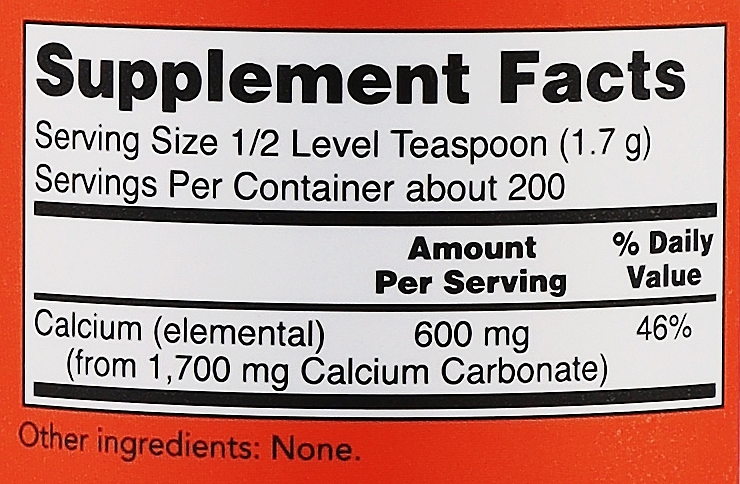 Supplement Facts
Serving Size 1/2 Level Teaspoon (1.7 g)
Servings Per Container about 200
Amount Per Serving
% Daily Value
Calcium (elemental) 600 mg 46%
(from 1,700 mg Calcium Carbonate)
Other ingredients: None.